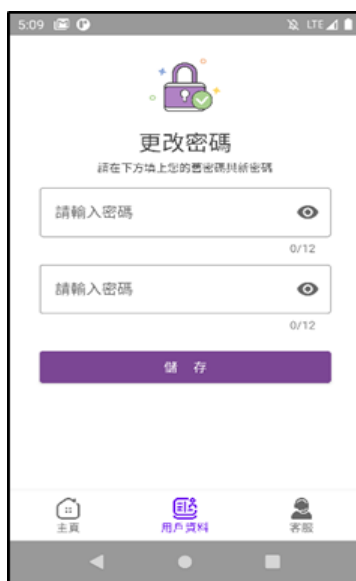 5:09
LTE
更改密碼
請在下方填上您的舊密碼與新密碼
請輸入密碼
0/12
請輸入密碼
0/12
儲 存
主頁
用戶資料
客服